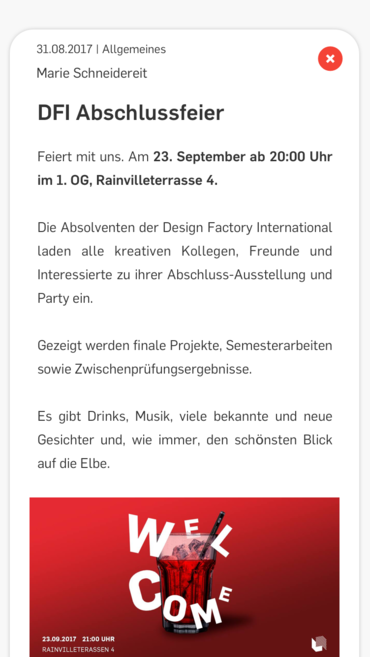 31.08.2017 | Allgemeines
Marie Schneidereit
DFI Abschlussfeier
Feiert mit uns. Am 23. September ab 20:00 Uhr
im 1. OG, Rainvilleterrasse 4.
Die Absolventen der Design Factory International
laden alle kreativen Kollegen, Freunde und
Interessierte zu ihrer Abschluss-Ausstellung und
Party ein.
Gezeigt werden finale Projekte, Semesterarbeiten
sowie Zwischenprüfungsergebnisse.
Es gibt Drinks, Musik, viele bekannte und neue
Gesichter und, wie immer, den schönsten Blick
auf die Elbe.
WEL
COME
23.09.2017 21:00 UHR
RAINVILLETERASSEN 4